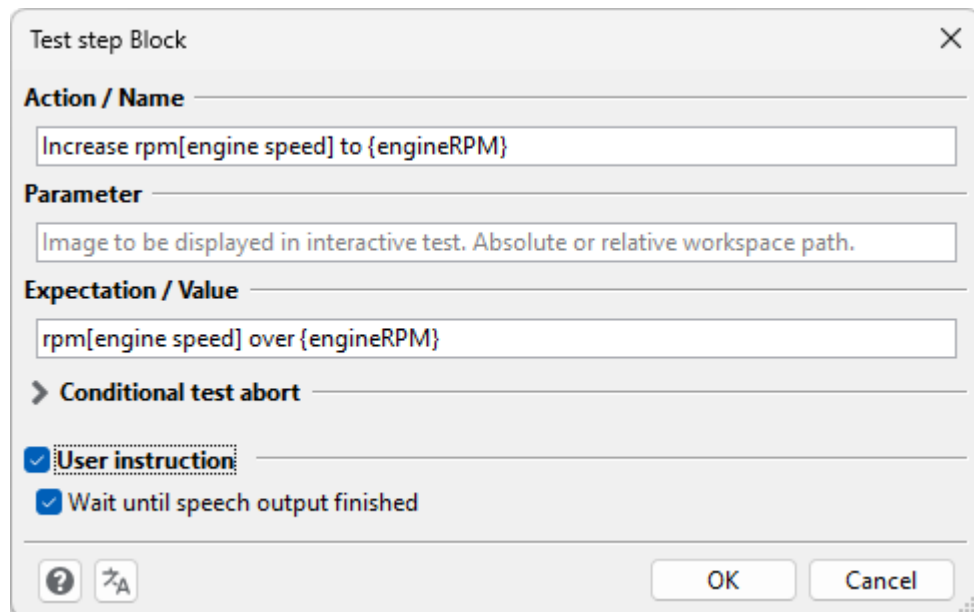 Test step Block
Action / Name
Increase rpm[engine speed] to {engineRPM}
Parameter
Image to be displayed in interactive test. Absolute or relative workspace path.
Expectation / Value
rpm[engine speed] over {engineRPM}
Conditional test abort
User instruction
Wait until speech output finished
OK Cancel